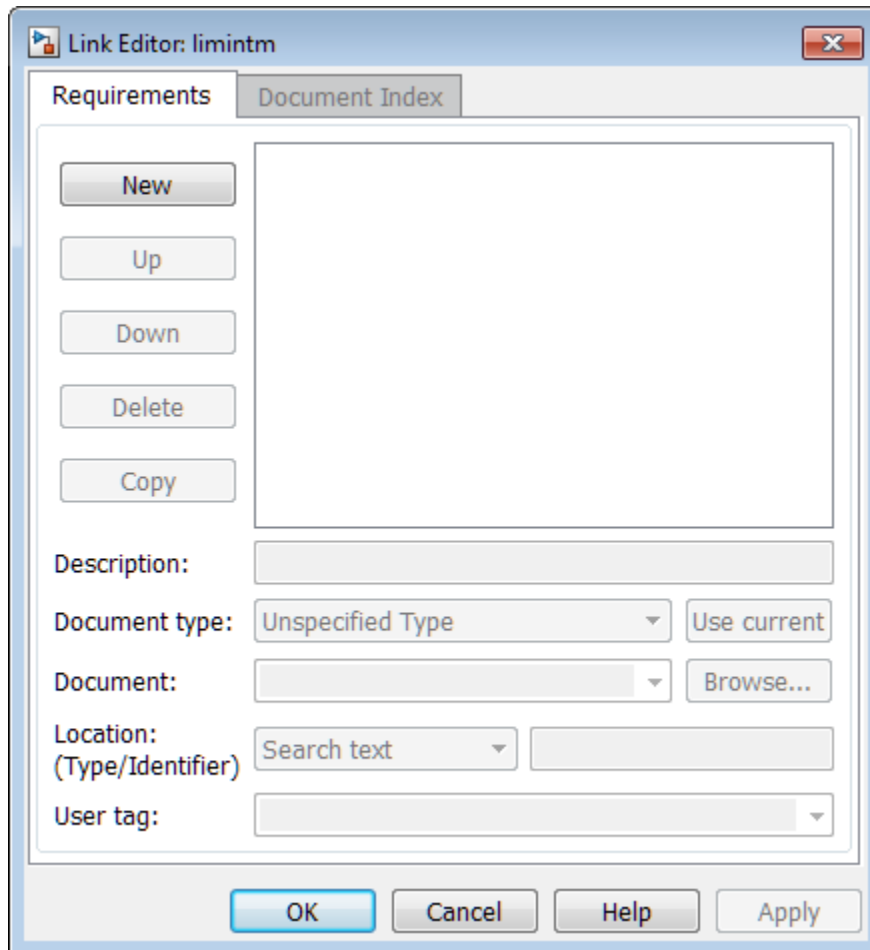 Link Editor: limintm
Requirements
Document Index
New
Up
Down
Delete
Copy
Description:
Document type: Unspecified Type Use current
Document: Browse...
Location:
(Type/Identifier) Search text
User tag:
OK Cancel Help Apply